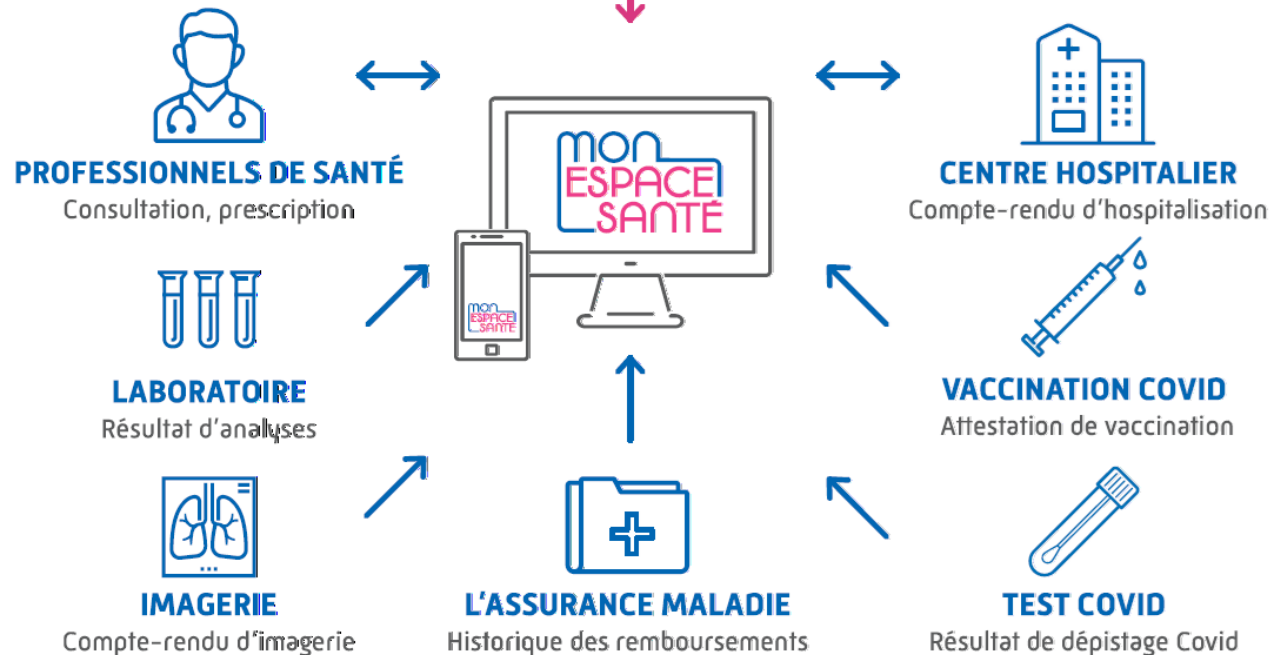 mon
ESPACE
SANTÉ
PROFESSIONNELS DE SANTÉ
Consultation, prescription
CENTRE HOSPITALIER
Compte-rendu d'hospitalisation
mon
ESPACE
SANTÉ
LABORATOIRE
Résultat d'analyses
VACCINATION COVID
Attestation de vaccination
IMAGERIE
Compte-rendu d'imagerie
L'ASSURANCE MALADIE
Historique des remboursements
TEST COVID
Résultat de dépistage Covid